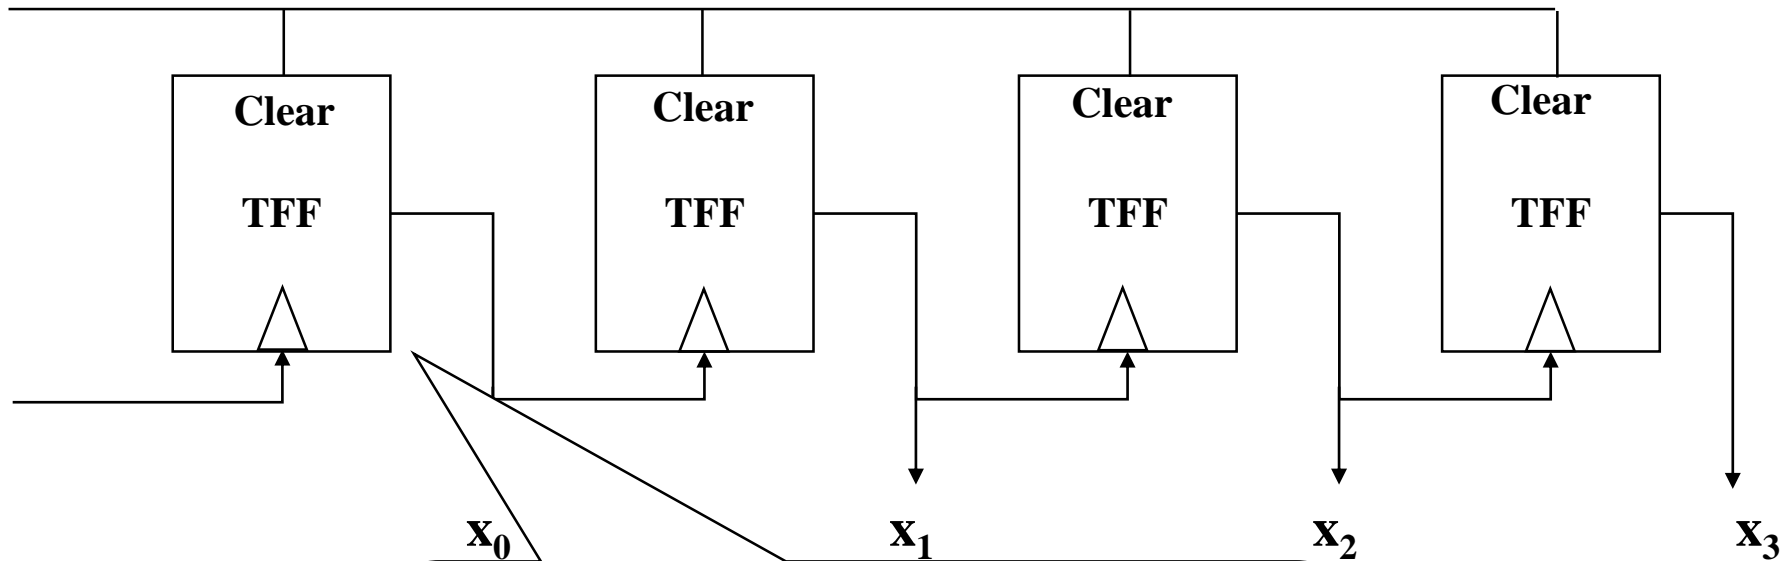 Clear Clear Clear Clear
TFF TFF TFF TFF
x₀ x₁ x₂ x₃